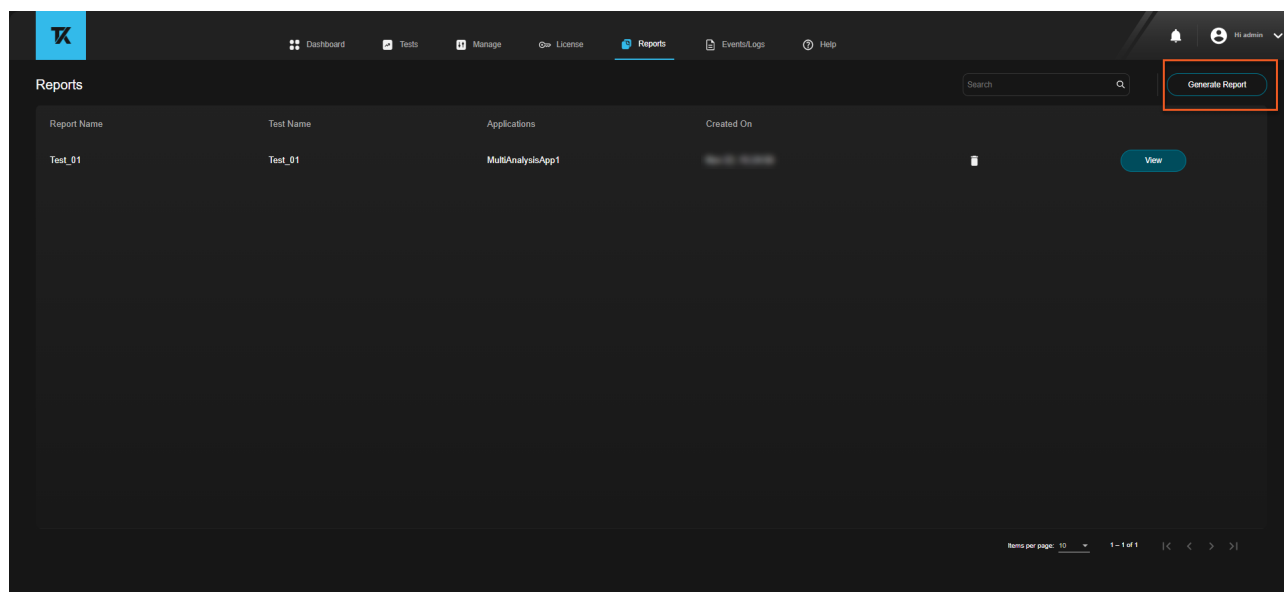 TK
Dashboard Tests Manage License Reports Events/Logs Help Hi admin
Reports Search Generate Report
Report Name Test Name Applications Created On
Test_01 Test_01 MultiAnalysisApp1 View
Items per page: 10 1 – 1 of 1